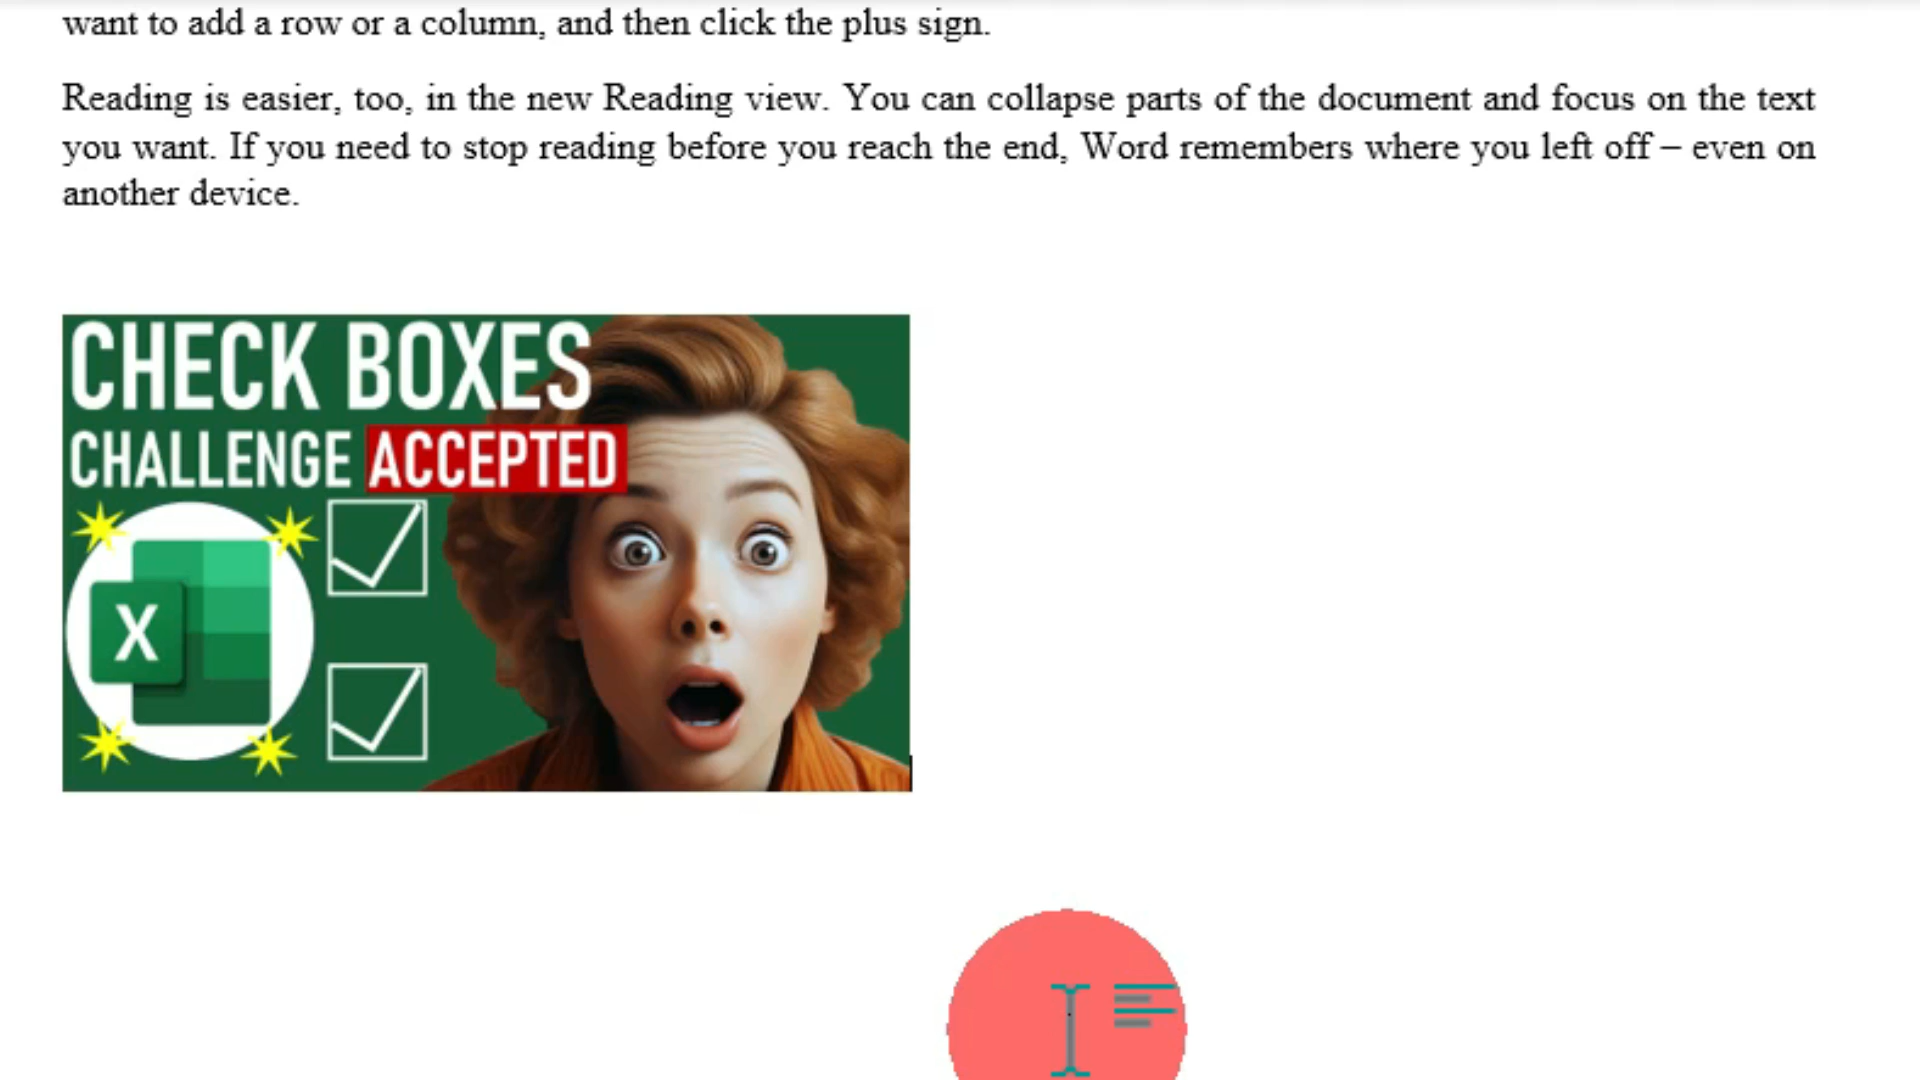 want to add a row or a column, and then click the plus sign.
Reading is easier, too, in the new Reading view. You can collapse parts of the document and focus on the text
you want. If you need to stop reading before you reach the end, Word remembers where you left off – even on
another device.
CHECK BOXES
CHALLENGE ACCEPTED
X